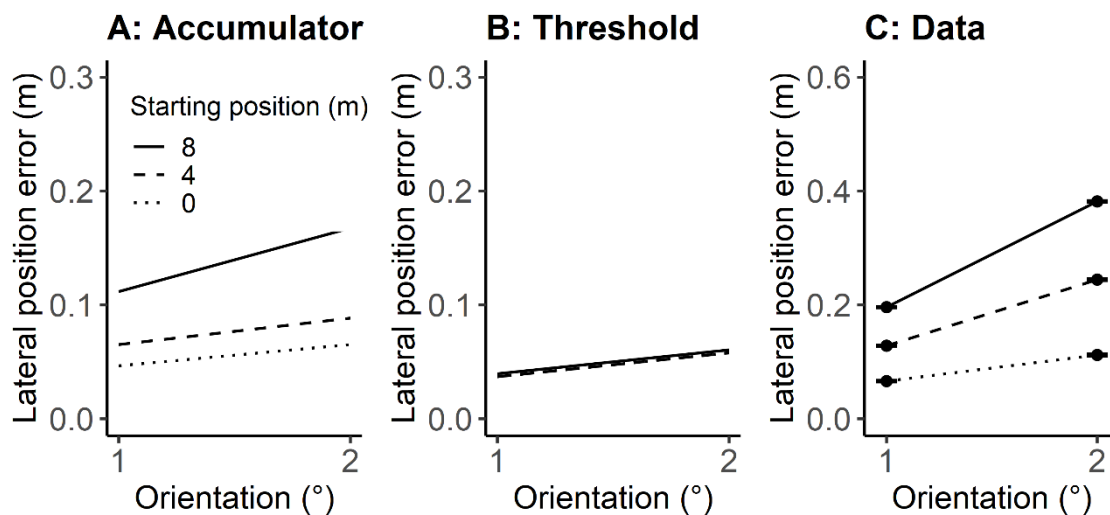 A: Accumulator
Lateral position error (m)
0.3
0.2
0.1
0.0
Starting position (m)
8
4
0
1
2
Orientation (°)
B: Threshold
Lateral position error (m)
0.3
0.2
0.1
0.0
1
2
Orientation (°)
C: Data
Lateral position error (m)
0.6
0.4
0.2
0.0
1
2
Orientation (°)